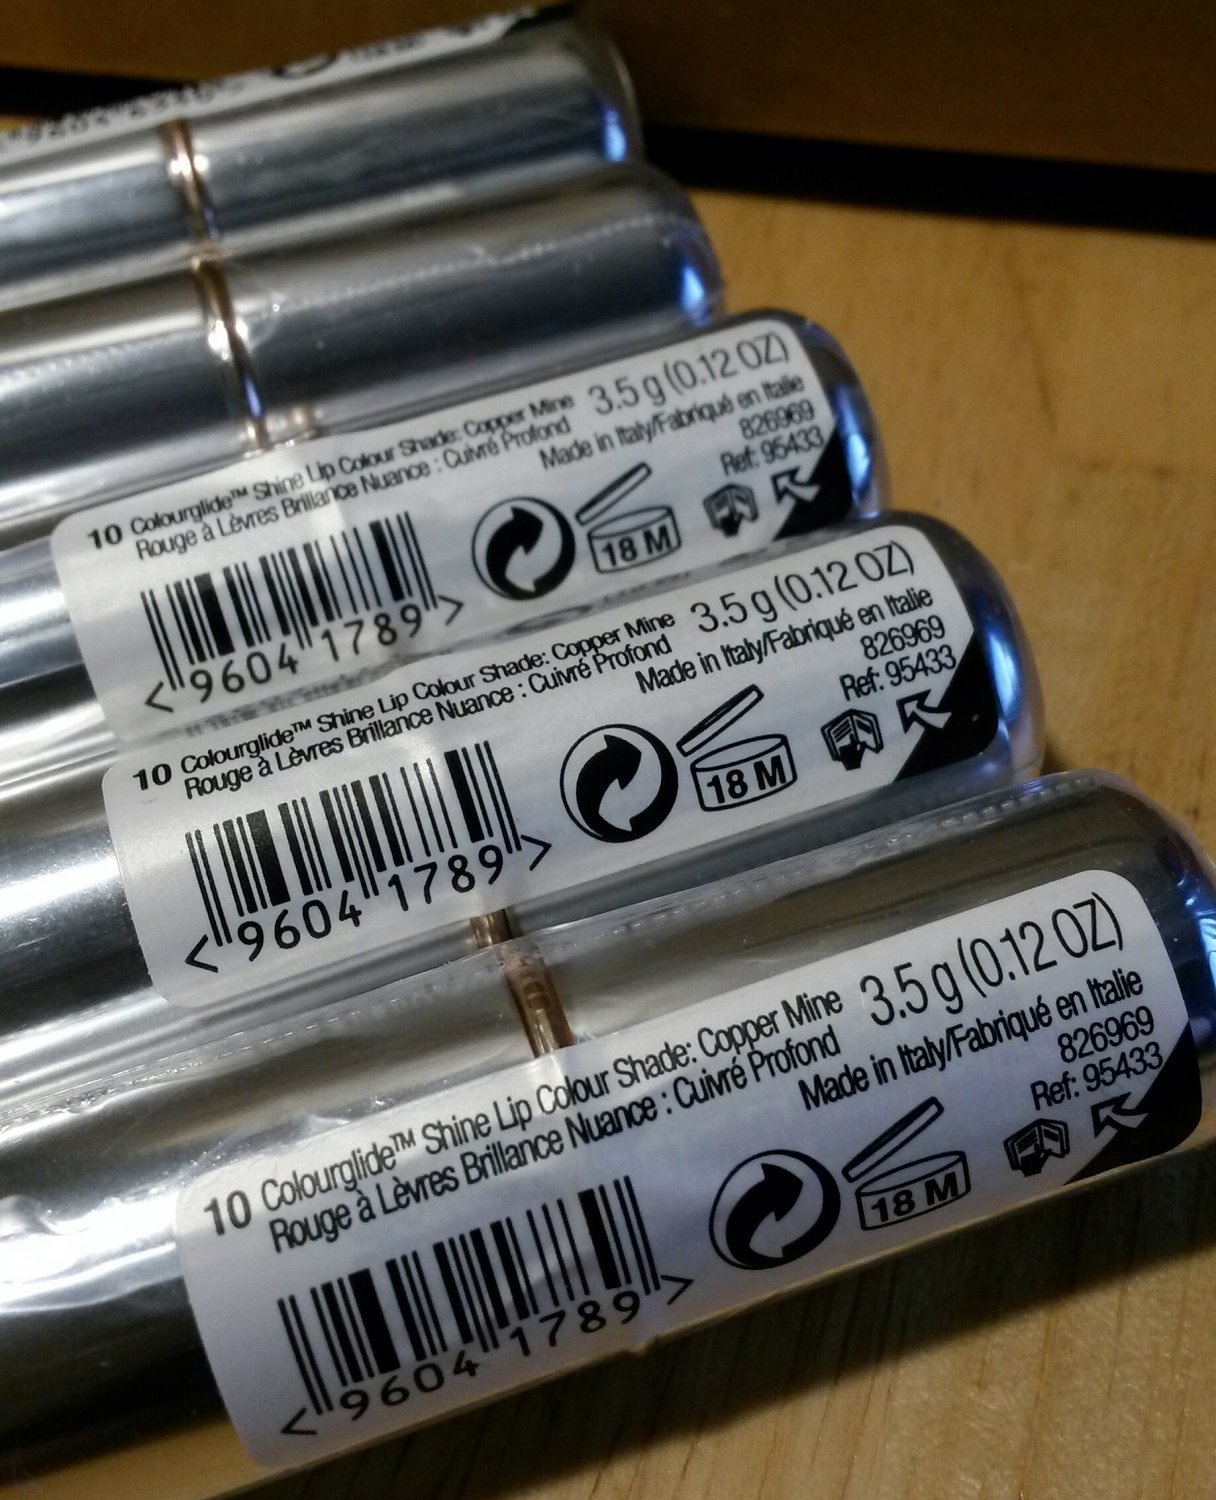 10 Colourglide™ Shine Lip Colour Shade: Copper Mine
Rouge à Lèvres Brillance Nuance : Cuivré Profond
3.5 g (0.12 OZ)
Made in Italy/Fabriqué en Italie
826969
Ref: 95433
18 M
<9604 1789>
10 Colourglide™ Shine Lip Colour Shade: Copper Mine
Rouge à Lèvres Brillance Nuance : Cuivré Profond
3.5 g (0.12 OZ)
Made in Italy/Fabriqué en Italie
826969
Ref: 95433
18 M
<9604 1789>
10 Colourglide™ Shine Lip Colour Shade: Copper Mine
Rouge à Lèvres Brillance Nuance : Cuivré Profond
3.5 g (0.12 OZ)
Made in Italy/Fabriqué en Italie
826969
Ref: 95433
18 M
<9604 1789>